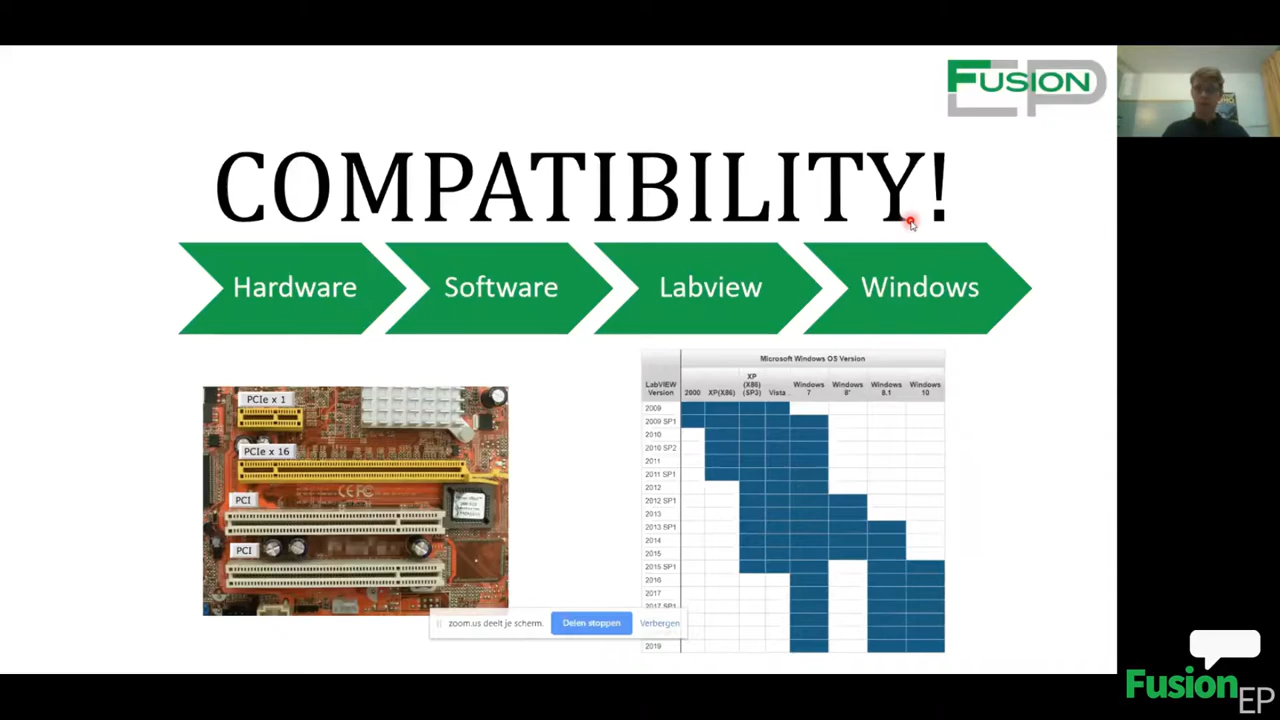 FUSION
EP
COMPATIBILITY!
Hardware
Software
Labview
Windows
PCIe x 1
PCIe x 16
PCI
PCI
Microsoft Windows OS Version
LabVIEW Version
2000
XP(X86)
XP (X86) (SP3)
Vista
Windows 7
Windows 8*
Windows 8.1
Windows 10
2009
2009 SP1
2010
2010 SP2
2011
2011 SP1
2012
2012 SP1
2013
2013 SP1
2014
2015
2015 SP1
2016
2017
2017 SP1
2019
zoom.us deelt je scherm.
Delen stoppen
Verbergen
Fusion
EP